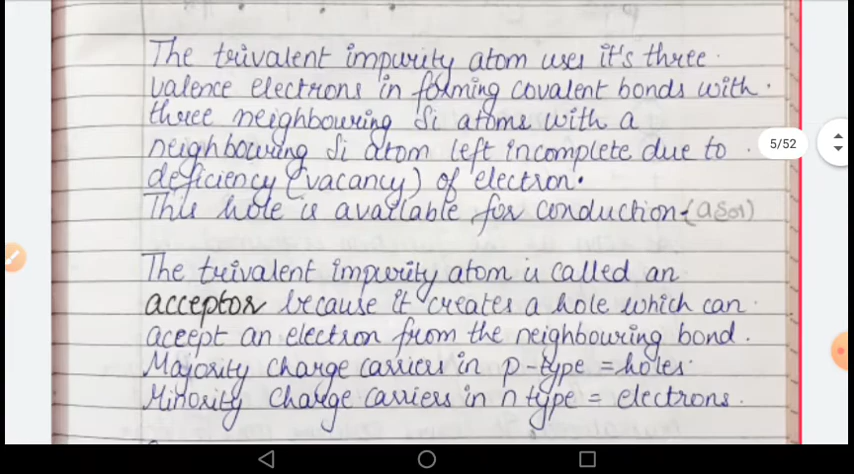 The trivalent impurity atom uses it's three
valence electrons in forming covalent bonds with
three neighbouring Si atoms with a
neighbouring Si atom left incomplete due to
5/52
deficiency (vacancy) of electron.
This hole is available for conduction
The trivalent impurity atom is called an
acceptor because it creates a hole which can
accept an electron from the neighbouring bond.
Majority charge carriers in p-type = holes
Minority charge carriers in n type = electrons.